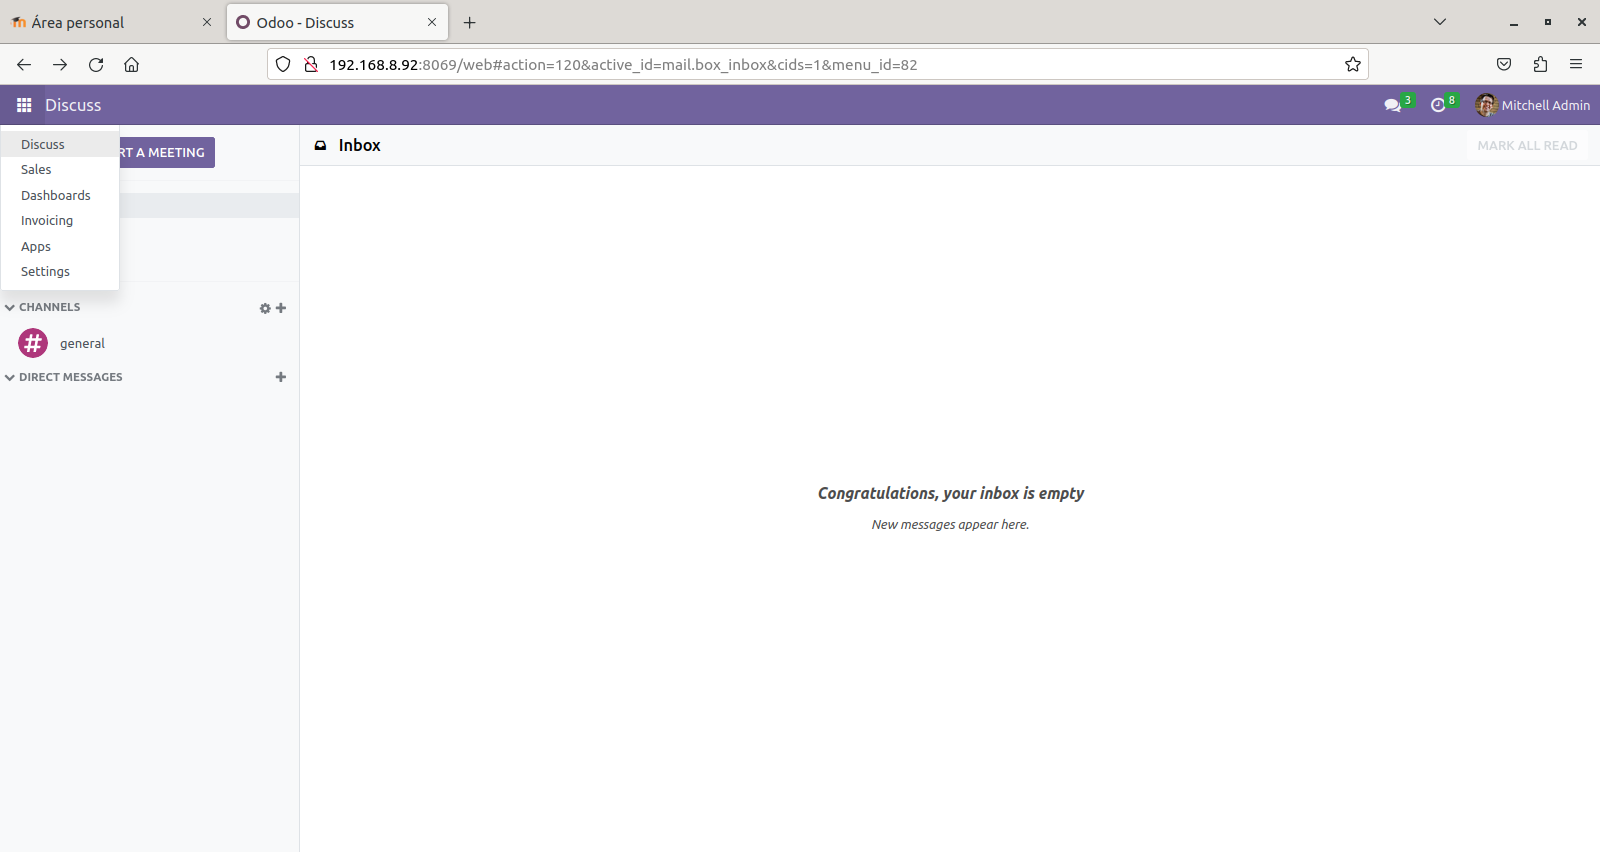 Área personal
Odoo - Discuss
192.168.8.92:8069/web#action=120&active_id=mail.box_inbox&cids=1&menu_id=82
Discuss
3
8
Mitchell Admin
Discuss
Sales
Dashboards
Invoicing
Apps
Settings
RT A MEETING
Inbox
MARK ALL READ
CHANNELS
general
DIRECT MESSAGES
Congratulations, your inbox is empty
New messages appear here.